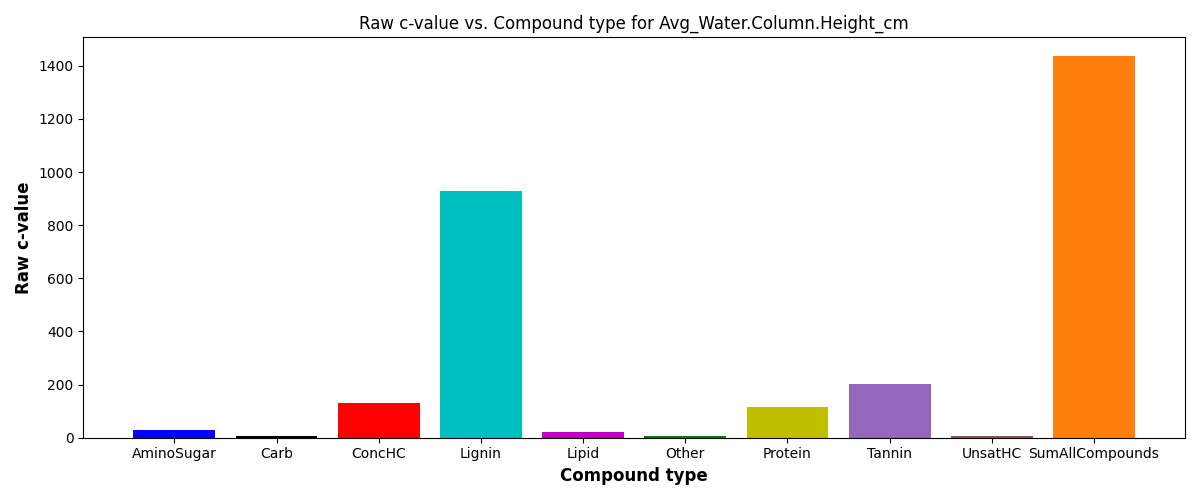 Raw c-value vs. Compound type for Avg_Water.Column.Height_cm
1400
1200
1000
800
600
400
200
0
Raw c-value
AminoSugar Carb ConcHC Lignin Lipid Other Protein Tannin UnsatHC SumAllCompounds
Compound type